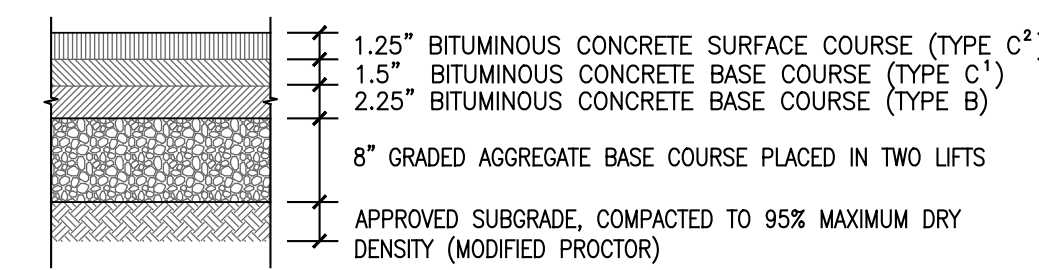 1.25" BITUMINOUS CONCRETE SURFACE COURSE (TYPE C²)
1.5" BITUMINOUS CONCRETE BASE COURSE (TYPE C¹)
2.25" BITUMINOUS CONCRETE BASE COURSE (TYPE B)
8" GRADED AGGREGATE BASE COURSE PLACED IN TWO LIFTS
APPROVED SUBGRADE, COMPACTED TO 95% MAXIMUM DRY
DENSITY (MODIFIED PROCTOR)